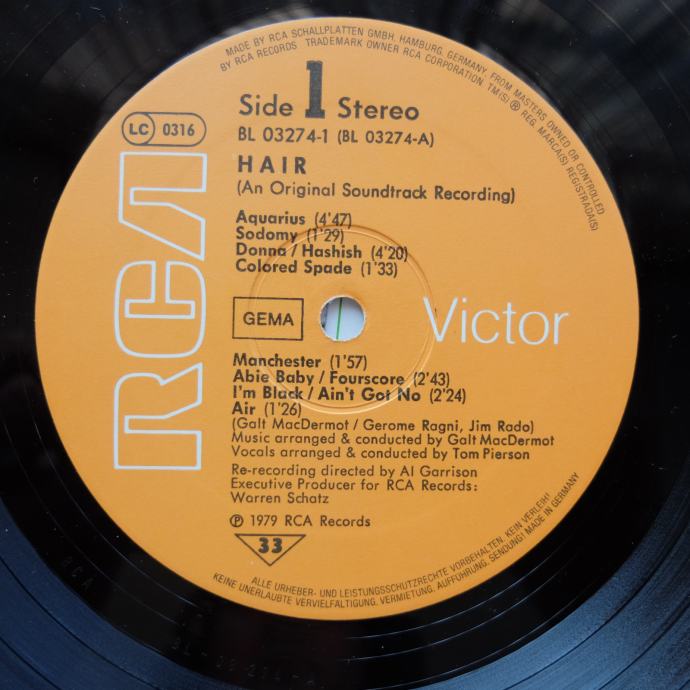 MADE BY RCA SCHALLPLATTEN GMBH, HAMBURG, GERMANY, FROM MASTERS OWNED OR CONTROLLED
BY RCA RECORDS TRADEMARK OWNER RCA CORPORATION TM(S) ® REG. MARCA(S) REGISTRADA(S)
Side 1 Stereo
LC 0316
BL 03274-1 (BL 03274-A)
HAIR
(An Original Soundtrack Recording)
Aquarius (4'47)
Sodomy (1'29)
Donna / Hashish (4'20)
Colored Spade (1'33)
RCA
GEMA
Victor
Manchester (1'57)
Abie Baby / Fourscore (2'43)
I'm Black / Ain't Got No (2'24)
Air (1'26)
(Galt MacDermot / Gerome Ragni, Jim Rado)
Music arranged & conducted by Galt MacDermot
Vocals arranged & conducted by Tom Pierson
Re-recording directed by Al Garrison
Executive Producer for RCA Records:
Warren Schatz
℗ 1979 RCA Records
33
ALLE URHEBER- UND LEISTUNGSSCHUTZRECHTE VORBEHALTEN. KEIN VERLEIH!
KEINE UNERLAUBTE VERVIELFÄLTIGUNG, VERMIETUNG, AUFFÜHRUNG, SENDUNG! MADE IN GERMANY